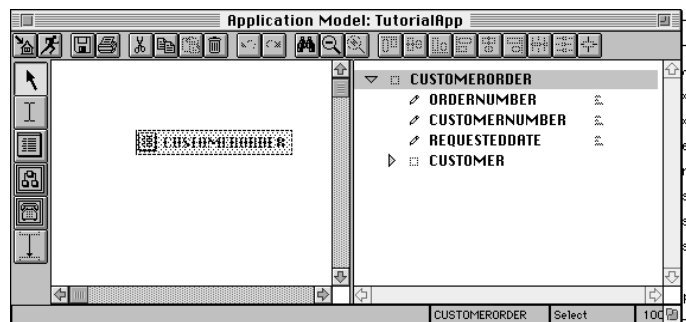 Application Model: TutorialApp
CUSTOMERORDER
CUSTOMERORDER
ORDERNUMBER
CUSTOMERNUMBER
REQUESTEDDATE
CUSTOMER
CUSTOMERORDER Select 100